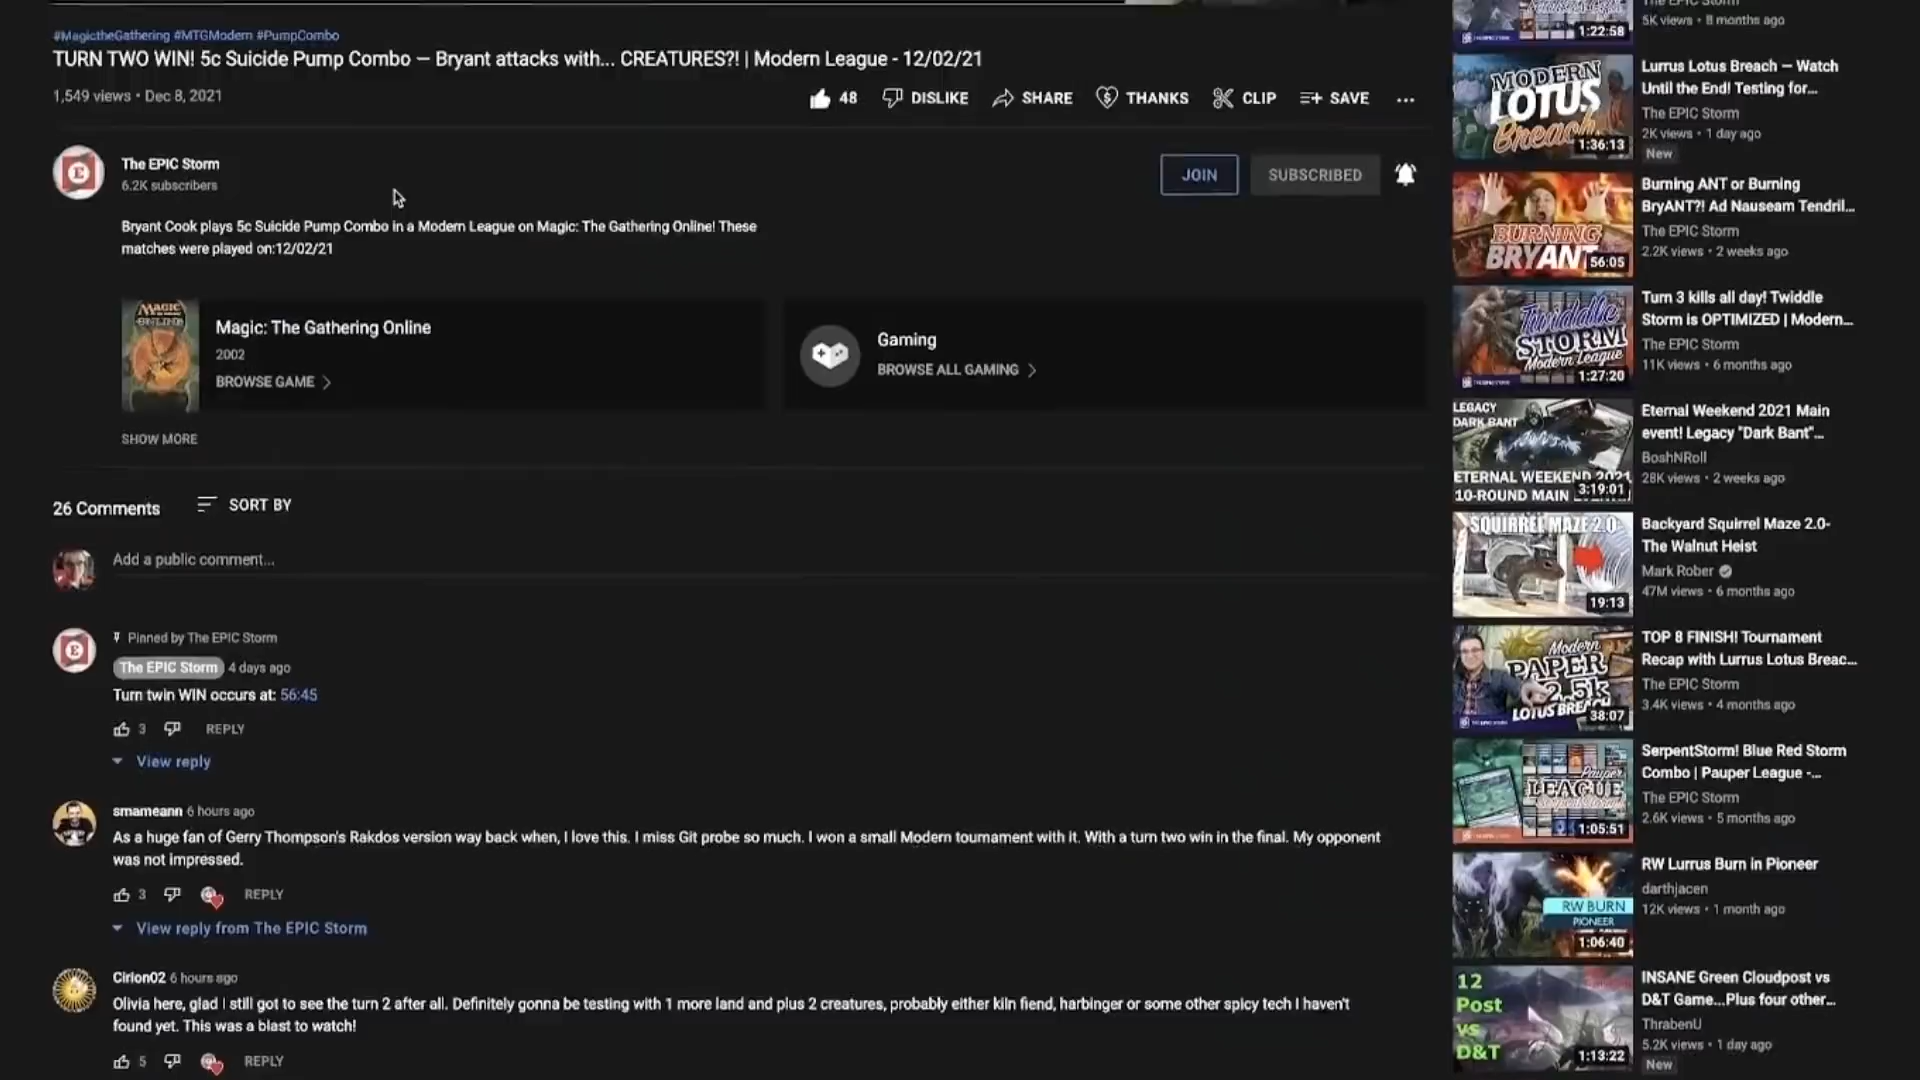 #MagictheGathering #MTGModern #PumpCombo
TURN TWO WIN! 5c Suicide Pump Combo — Bryant attacks with... CREATURES?! | Modern League - 12/02/21
1,549 views • Dec 8, 2021
48
DISLIKE
SHARE
THANKS
CLIP
SAVE
The EPIC Storm
6.2K subscribers
JOIN
SUBSCRIBED
Bryant Cook plays 5c Suicide Pump Combo in a Modern League on Magic: The Gathering Online! These
matches were played on:12/02/21
MAGIC
ONLINE
Magic: The Gathering Online
2002
BROWSE GAME
Gaming
BROWSE ALL GAMING
SHOW MORE
26 Comments
SORT BY
Add a public comment...
Pinned by The EPIC Storm
The EPIC Storm 4 days ago
Turn twin WIN occurs at: 56:45
3
REPLY
View reply
smameann 6 hours ago
As a huge fan of Gerry Thompson's Rakdos version way back when, I love this. I miss Git probe so much. I won a small Modern tournament with it. With a turn two win in the final. My opponent
was not impressed.
3
REPLY
View reply from The EPIC Storm
Cirion02 6 hours ago
Olivia here, glad I still got to see the turn 2 after all. Definitely gonna be testing with 1 more land and plus 2 creatures, probably either kiln fiend, harbinger or some other spicy tech I haven't
found yet. This was a blast to watch!
5
REPLY
The EPIC Storm
5K views • 8 months ago
1:22:58
MODERN
LOTUS
Breach
1:36:13
Lurrus Lotus Breach — Watch
Until the End! Testing for...
The EPIC Storm
2K views • 1 day ago
New
BURNING
BRYANT
56:05
Burning ANT or Burning
BryANT?! Ad Nauseam Tendril...
The EPIC Storm
2.2K views • 2 weeks ago
Twiddle
STORM
Modern League
1:27:20
Turn 3 kills all day! Twiddle
Storm is OPTIMIZED | Modern...
The EPIC Storm
11K views • 6 months ago
LEGACY
DARK BANT
ETERNAL WEEKEND 2021
10-ROUND MAIN
3:19:01
Eternal Weekend 2021 Main
event! Legacy "Dark Bant"...
BoshNRoll
28K views • 2 weeks ago
SQUIRREL MAZE 2.0
19:13
Backyard Squirrel Maze 2.0-
The Walnut Heist
Mark Rober
47M views • 6 months ago
Modern
PAPER
2.5k
LOTUS BREACH
38:07
TOP 8 FINISH! Tournament
Recap with Lurrus Lotus Breac...
The EPIC Storm
3.4K views • 4 months ago
Pauper
LEAGUE
1:05:51
SerpentStorm! Blue Red Storm
Combo | Pauper League -...
The EPIC Storm
2.6K views • 5 months ago
RW BURN
PIONEER
1:06:40
RW Lurrus Burn in Pioneer
darthjacen
12K views • 1 month ago
12
Post
vs
D&T
1:13:22
INSANE Green Cloudpost vs
D&T Game...Plus four other...
ThrabenU
5.2K views • 1 day ago
New